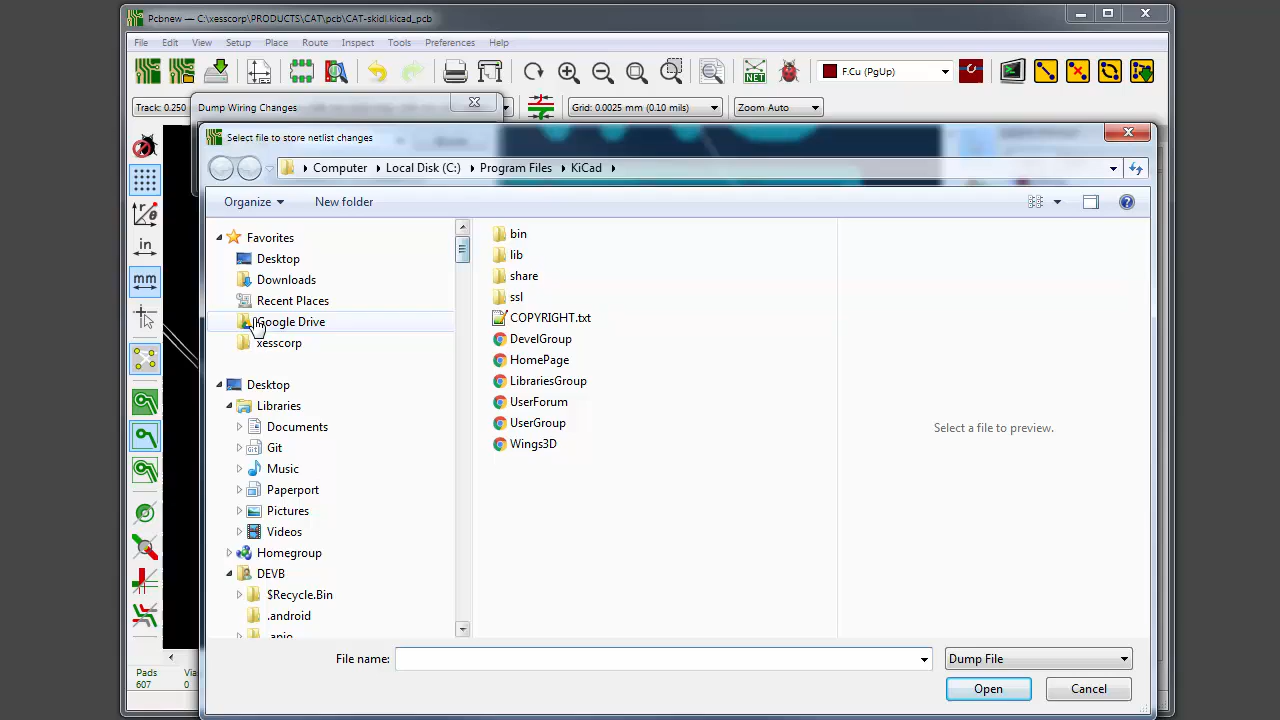 Pcbnew — C:\xesscorp\PRODUCTS\CAT\pcb\CAT-skidl.kicad_pcb
File Edit View Setup Place Route Inspect Tools Preferences Help
NET
F.Cu (PgUp)
Track: 0.250
Dump Wiring Changes
Grid: 0.0025 mm (0.10 mils)
Zoom Auto
Select file to store netlist changes
Computer
Local Disk (C:)
Program Files
KiCad
Organize
New folder
r
θ
in
mm
Favorites
Desktop
Downloads
Recent Places
Google Drive
xesscorp
Desktop
Libraries
Documents
Git
Music
Paperport
Pictures
Videos
Homegroup
DEVB
$Recycle.Bin
.android
bin
lib
share
ssl
COPYRIGHT.txt
DevelGroup
HomePage
LibrariesGroup
UserForum
UserGroup
Wings3D
Select a file to preview.
File name:
Dump File
Open
Cancel
Pads
607
Via
0